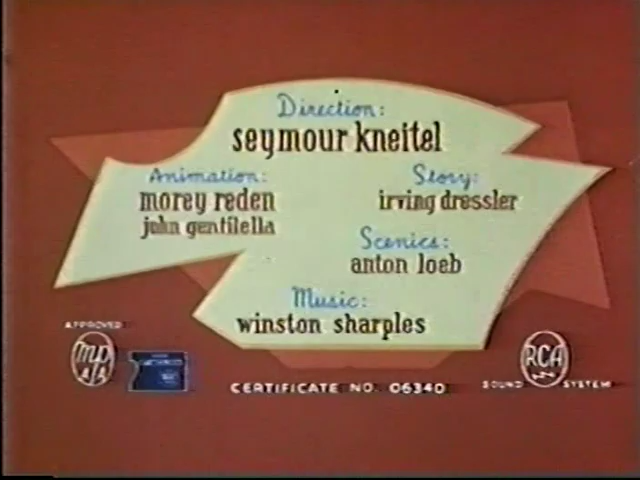 Direction:
seymour kneitel
Animation:
morey reden
john gentilella
Story:
irving dressler
Scenics:
anton loeb
Music:
winston sharples
APPROVED
MPAA
CERTIFICATE NO. 06340
RCA
SOUND SYSTEM